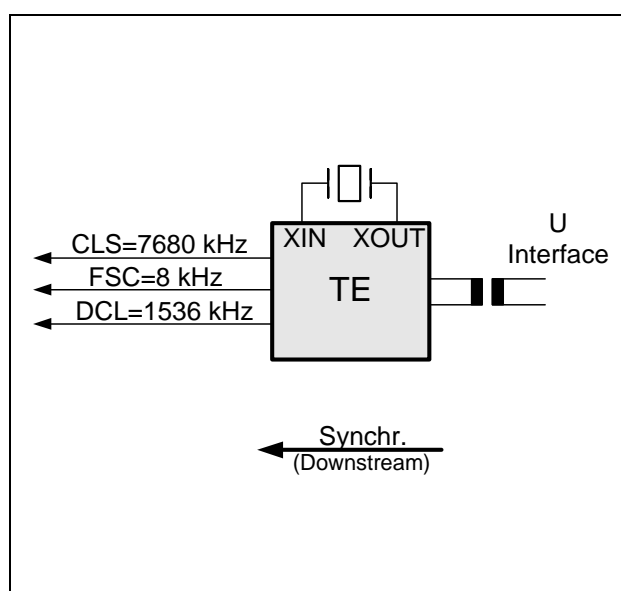 XIN XOUT
U
Interface
CLS=7680 kHz
FSC=8 kHz
DCL=1536 kHz
TE
Synchr.
(Downstream)